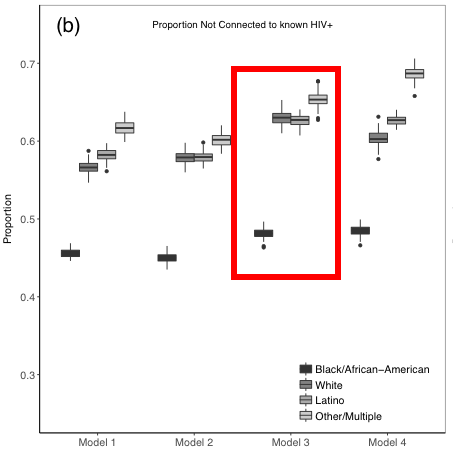 (b)
Proportion Not Connected to known HIV+
0.7
0.6
0.5
0.4
0.3
Proportion
Black/African−American
White
Latino
Other/Multiple
Model 1
Model 2
Model 3
Model 4